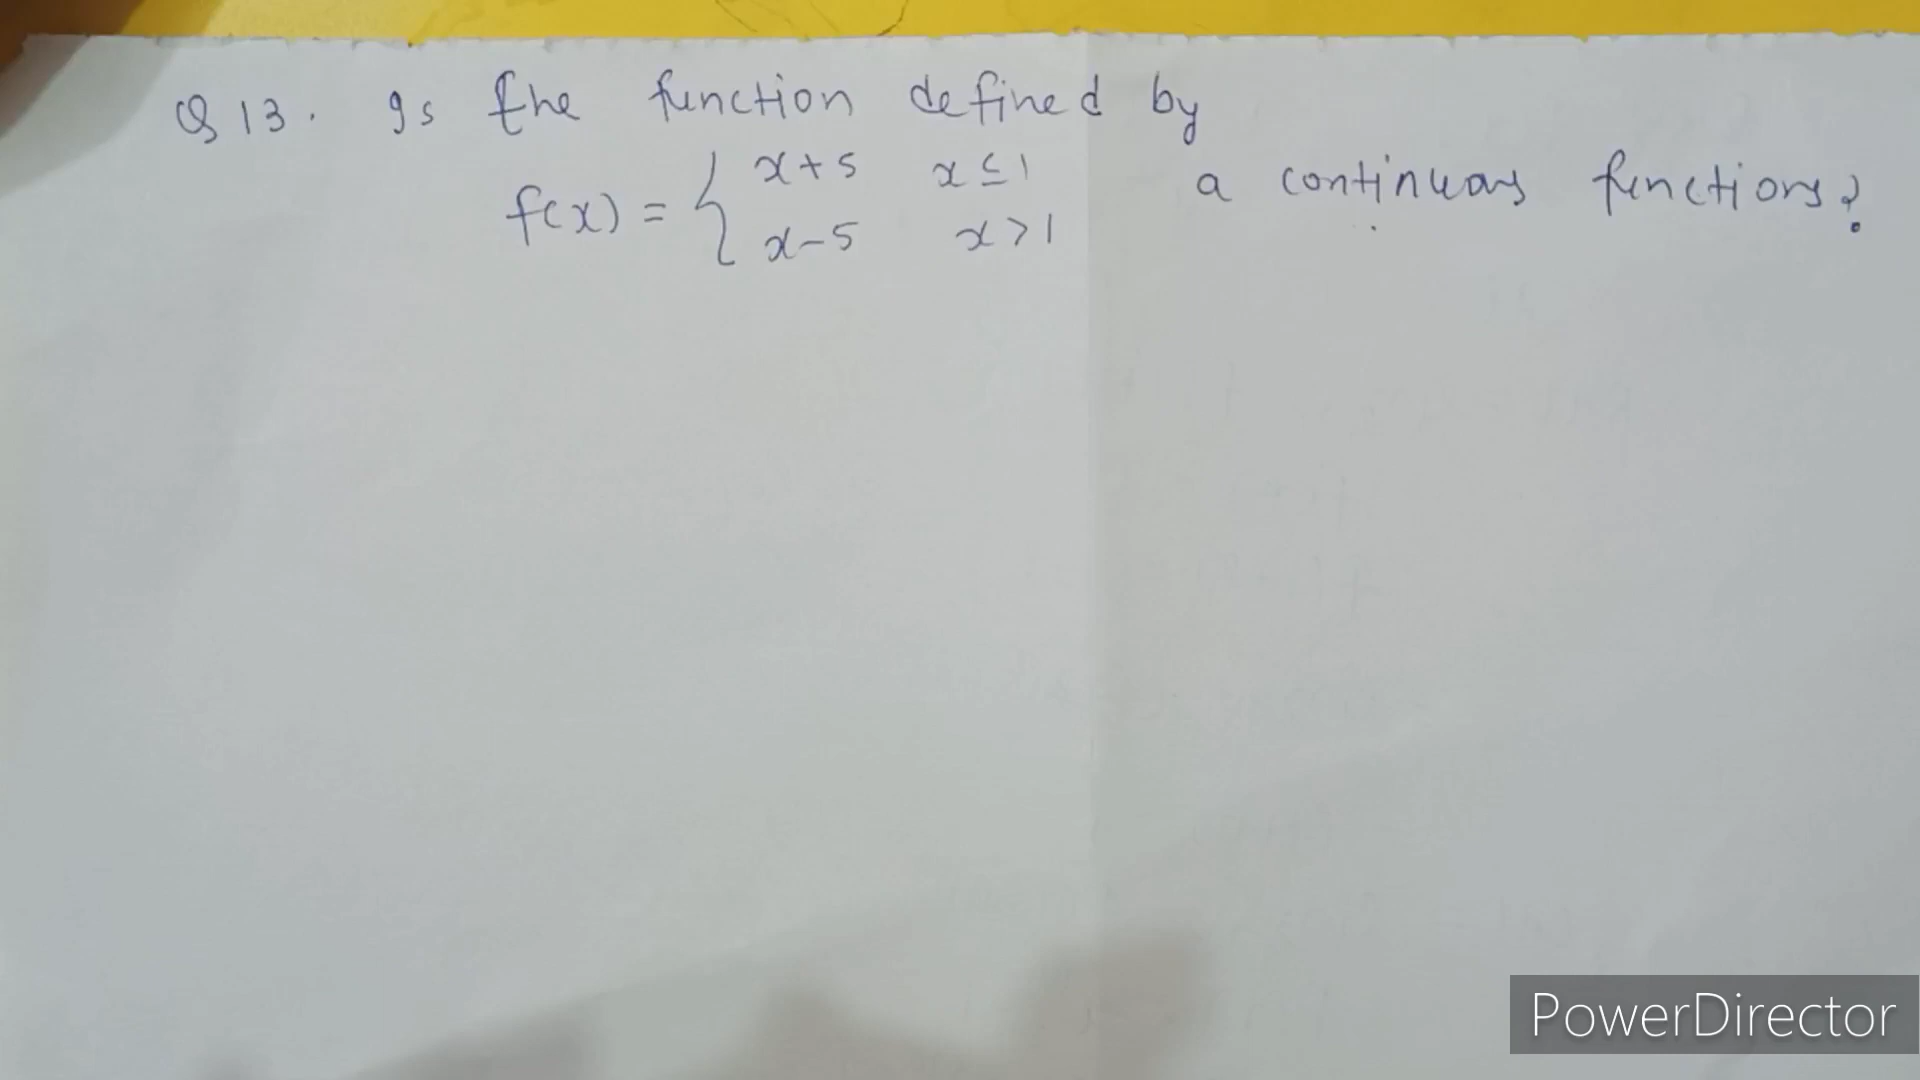 Q 13. Is the function defined by
f(x) = { x+5 x≤1
x-5 x>1
a continuous functions?
PowerDirector